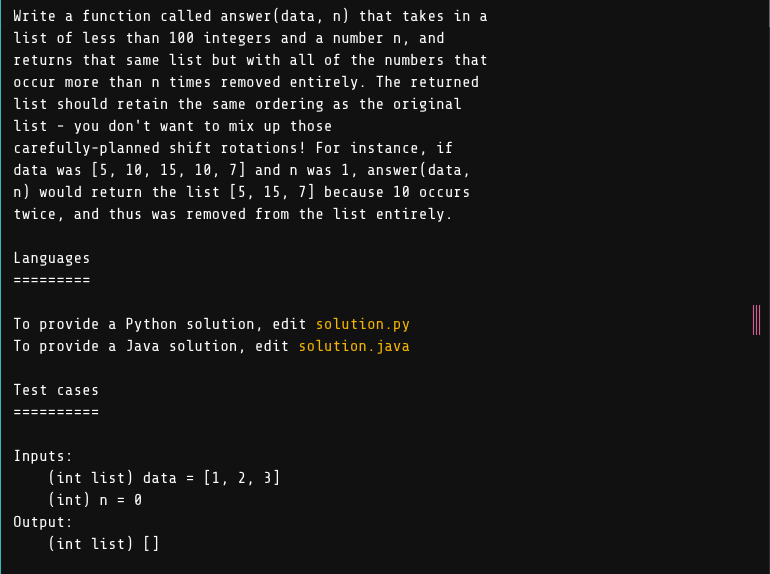 Write a function called answer(data, n) that takes in a
list of less than 100 integers and a number n, and
returns that same list but with all of the numbers that
occur more than n times removed entirely. The returned
list should retain the same ordering as the original
list - you don't want to mix up those
carefully-planned shift rotations! For instance, if
data was [5, 10, 15, 10, 7] and n was 1, answer(data,
n) would return the list [5, 15, 7] because 10 occurs
twice, and thus was removed from the list entirely.
Languages
=========
To provide a Python solution, edit solution.py
To provide a Java solution, edit solution.java
Test cases
==========
Inputs:
(int list) data = [1, 2, 3]
(int) n = 0
Output:
(int list) []